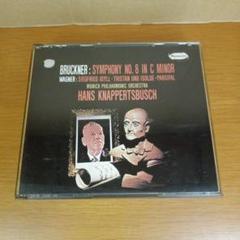 BRUCKNER: SYMPHONY NO. 8 IN C MINOR
WAGNER: SIEGFRIED IDYLL · TRISTAN UND ISOLDE · PARSIFAL
MUNICH PHILHARMONIC ORCHESTRA
HANS KNAPPERTSBUSCH